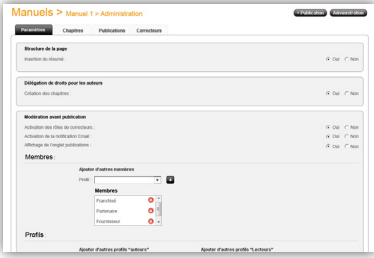 Manuels > Manuel 1 > Administration
+ Publication Administration
Paramètres Chapitres Publications Correcteurs
Structure de la page
Insertion du résumé : Oui Non
Délégation de droits pour les auteurs
Création des chapitres : Oui Non
Modération avant publication
Activation des rôles de correcteurs : Oui Non
Activation de la notification Email : Oui Non
Affichage de l'onglet publications : Oui Non
Membres :
Ajouter d'autres membres
Profil :
Membres
Franchisé
Partenaire
Fournisseur
Profils :
Ajouter d'autres profils "auteurs" Ajouter d'autres profils "Lecteurs"